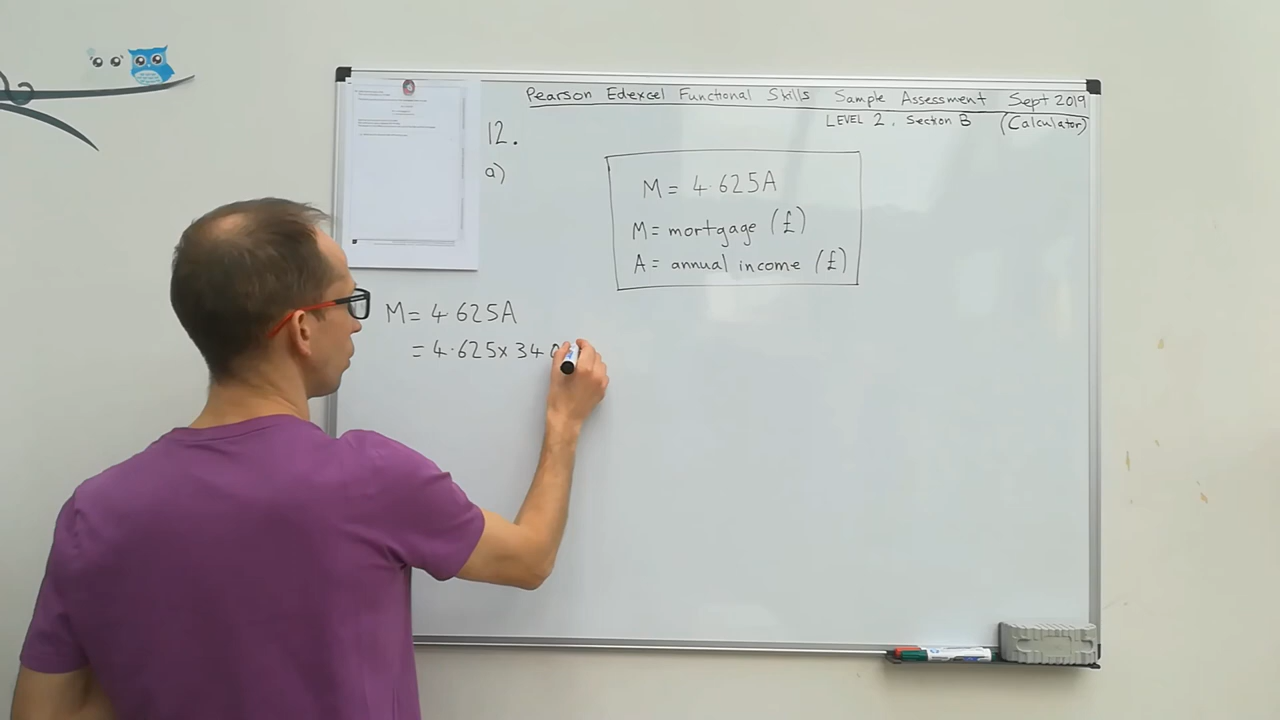 Pearson Edexcel Functional Skills Sample Assessment Sept 2019
LEVEL 2, Section B (Calculator)
12.
a)
M = 4.625A
M = mortgage (£)
A = annual income (£)
M = 4.625A
= 4.625 x 34